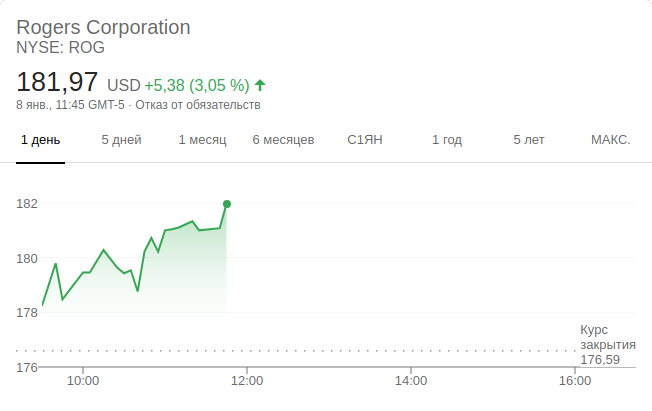 Rogers Corporation
NYSE: ROG
181,97 USD +5,38 (3,05 %)
8 янв., 11:45 GMT-5 · Отказ от обязательств
1 день 5 дней 1 месяц 6 месяцев С1ЯН 1 год 5 лет МАКС.
182
180
178
176
Курс
закрытия
176,59
10:00 12:00 14:00 16:00